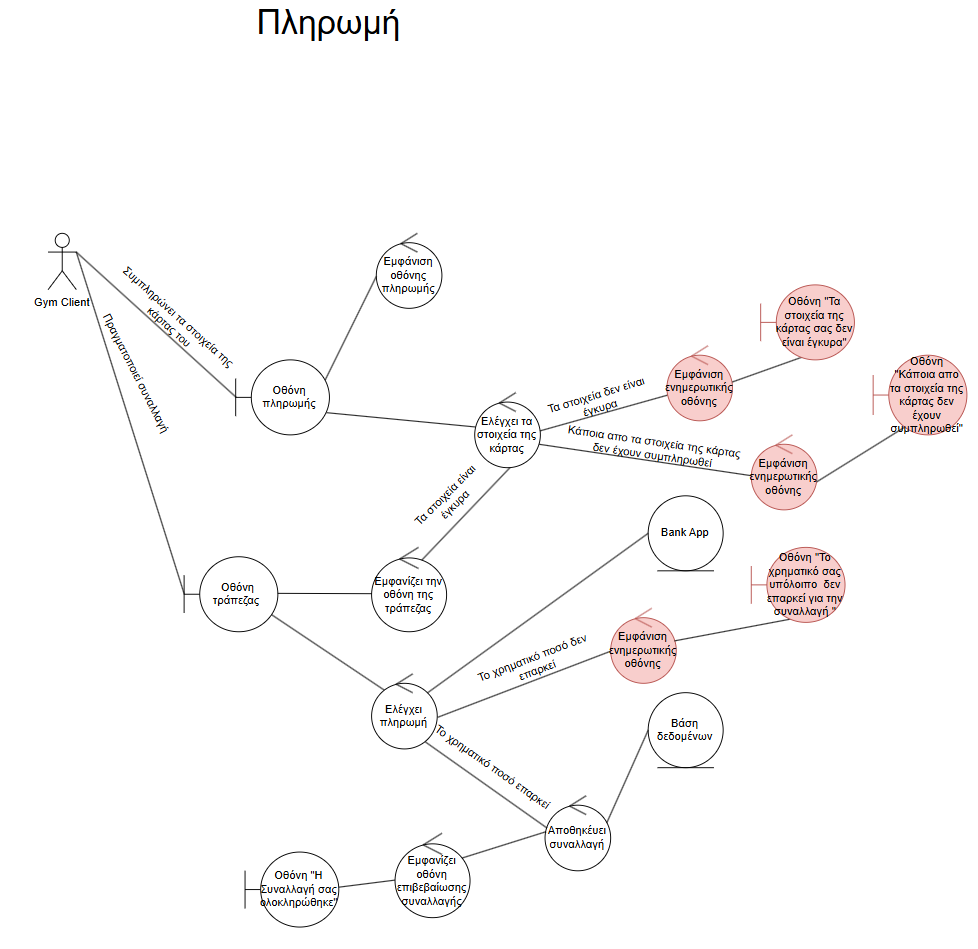 Πληρωμή
Gym Client
Συμπληρώνει τα στοιχεία της
κάρτας του
Πραγματοποιεί συναλλαγή
Εμφάνιση
οθόνης
πληρωμής
Οθόνη
πληρωμής
Ελέγχει τα
στοιχεία της
κάρτας
Τα στοιχεία δεν είναι
έγκυρα
Εμφάνιση
ενημερωτικής
οθόνης
Οθόνη "Τα
στοιχεία της
κάρτας σας δεν
είναι έγκυρα"
Κάποια απο τα στοιχεία της κάρτας
δεν έχουν συμπληρωθεί
Εμφάνιση
ενημερωτικής
οθόνης
Οθόνη
"Κάποια απο
τα στοιχεία της
κάρτας δεν
έχουν
συμπληρωθεί"
Τα στοιχεία είναι
έγκυρα
Bank App
Οθόνη
τράπεζας
Εμφανίζει την
οθόνη της
τράπεζας
Οθόνη "Το
χρηματικό σας
υπόλοιπο δεν
επαρκεί για την
συναλλαγή "
Το χρηματικό ποσό δεν
επαρκεί
Εμφάνιση
ενημερωτικής
οθόνης
Ελέγχει
πληρωμή
Το χρηματικό ποσό επαρκεί
Βάση
δεδομένων
Αποθηκέυει
συναλλαγή
Εμφανίζει
οθόνη
επιβεβαίωσης
συναλλαγής
Οθόνη "Η
Συναλλαγή σας
ολοκληρώθηκε"